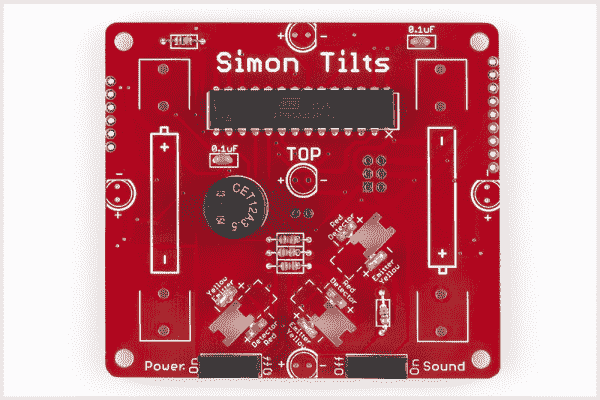 0.1uF
Simon Tilts
0.1uF
TOP
CET12A3.5
Red
Detector
Emitter
Yellow
Yellow
Emitter
Detector
Red
Red
Detector
Emitter
Yellow
Power
On
Off
Off
On
Sound